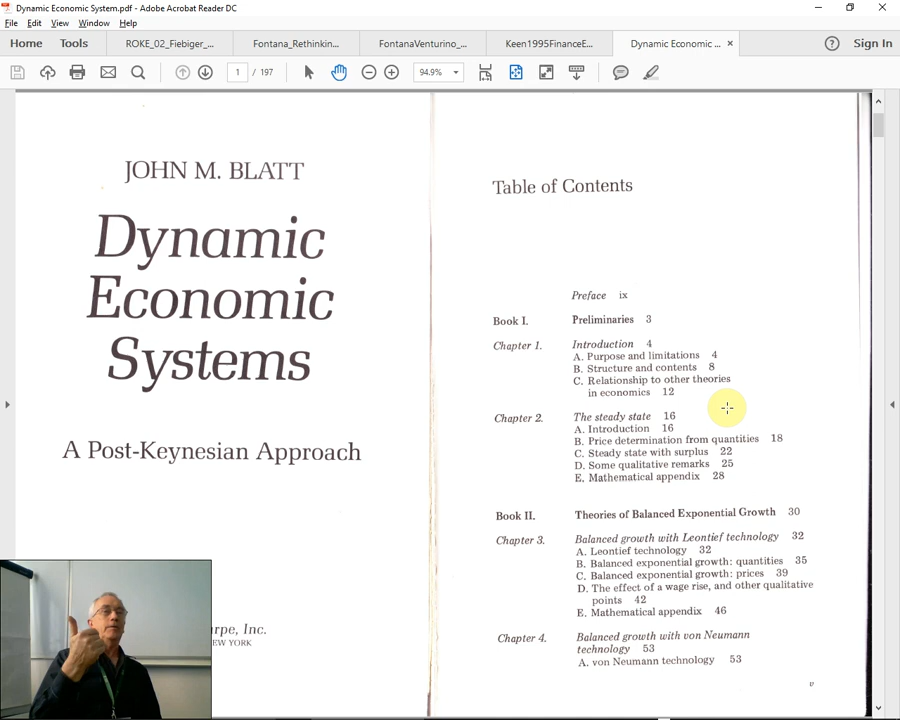 Dynamic Economic System.pdf - Adobe Acrobat Reader DC
File Edit View Window Help
Home Tools ROKE_02_Fiebiger_... Fontana_Rethinkin... FontanaVenturino_... Keen1995FinanceE... Dynamic Economic ... × Sign In
1 / 197 94.9%
JOHN M. BLATT
Dynamic
Economic
Systems
A Post-Keynesian Approach
arpe, Inc.
EW YORK
Table of Contents
Preface ix
Book I. Preliminaries 3
Chapter 1. Introduction 4
A. Purpose and limitations 4
B. Structure and contents 8
C. Relationship to other theories
in economics 12
Chapter 2. The steady state 16
A. Introduction 16
B. Price determination from quantities 18
C. Steady state with surplus 22
D. Some qualitative remarks 25
E. Mathematical appendix 28
Book II. Theories of Balanced Exponential Growth 30
Chapter 3. Balanced growth with Leontief technology 32
A. Leontief technology 32
B. Balanced exponential growth: quantities 35
C. Balanced exponential growth: prices 39
D. The effect of a wage rise, and other qualitative
points 42
E. Mathematical appendix 46
Chapter 4. Balanced growth with von Neumann
technology 53
A. von Neumann technology 53
v